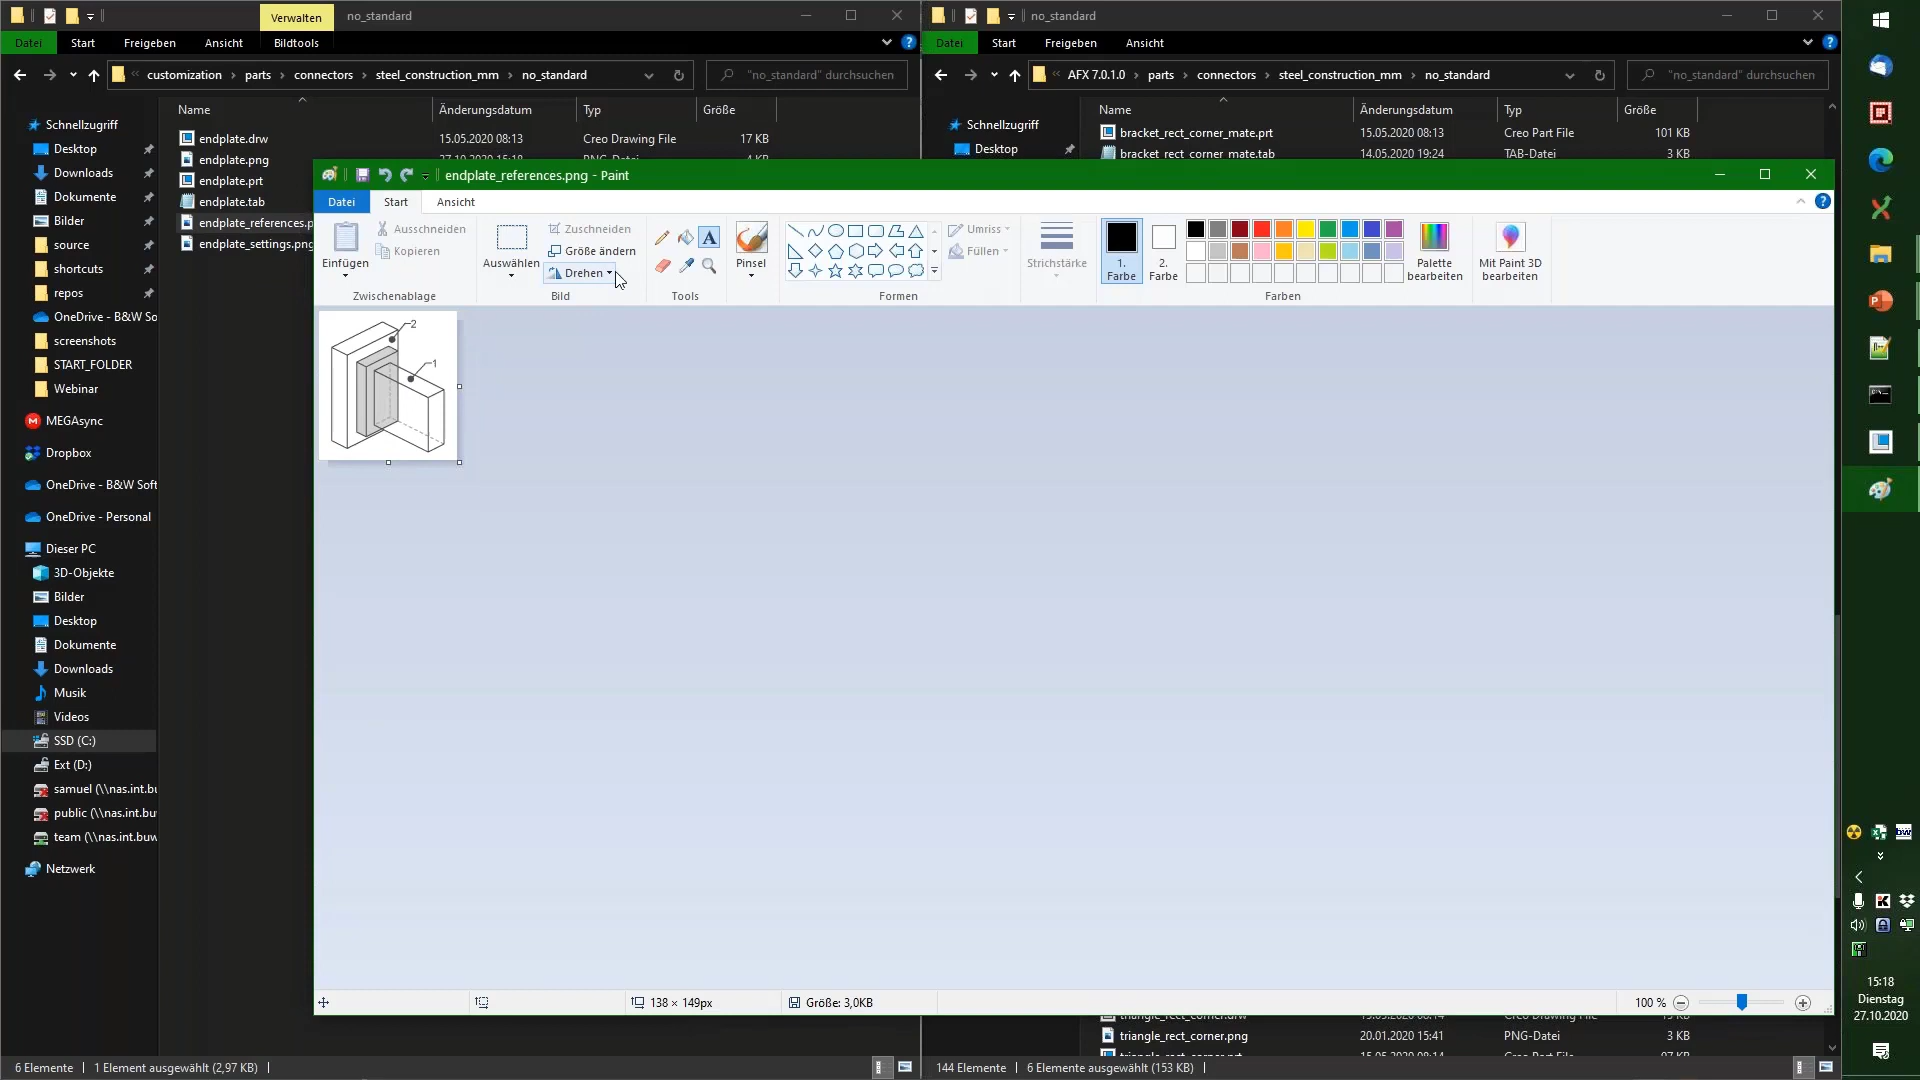 Verwalten
no_standard
Datei
Start
Freigeben
Ansicht
Bildtools
customization
parts
connectors
steel_construction_mm
no_standard
"no_standard" durchsuchen
Name
Änderungsdatum
Typ
Größe
endplate.drw
15.05.2020 08:13
Creo Drawing File
17 KB
endplate.png
27.10.2020 15:18
PNG-Datei
4 KB
endplate.prt
endplate.tab
endplate_references.p
endplate_settings.png
Schnellzugriff
Desktop
Downloads
Dokumente
Bilder
source
shortcuts
repos
OneDrive - B&W So
screenshots
START_FOLDER
Webinar
MEGAsync
Dropbox
OneDrive - B&W Soft
OneDrive - Personal
Dieser PC
3D-Objekte
Bilder
Desktop
Dokumente
Downloads
Musik
Videos
SSD (C:)
Ext (D:)
samuel (\\nas.int.bu
public (\\nas.int.bu
team (\\nas.int.buw
Netzwerk
6 Elemente
1 Element ausgewählt (2,97 KB)
no_standard
Datei
Start
Freigeben
Ansicht
AFX 7.0.1.0
parts
connectors
steel_construction_mm
no_standard
"no_standard" durchsuchen
Schnellzugriff
Desktop
Name
Änderungsdatum
Typ
Größe
bracket_rect_corner_mate.prt
15.05.2020 08:13
Creo Part File
101 KB
bracket_rect_corner_mate.tab
14.05.2020 19:24
TAB-Datei
3 KB
endplate_references.png - Paint
Datei
Start
Ansicht
Einfügen
Ausschneiden
Kopieren
Zwischenablage
Auswählen
Zuschneiden
Größe ändern
Drehen
Bild
A
Tools
Pinsel
Formen
Umriss
Füllen
Strichstärke
1.
Farbe
2.
Farbe
Farben
Palette
bearbeiten
Mit Paint 3D
bearbeiten
2
1
138 × 149px
Größe: 3,0KB
100 %
triangle_rect_corner.png
20.01.2020 15:41
PNG-Datei
3 KB
144 Elemente
6 Elemente ausgewählt (153 KB)
bw
15:18
Dienstag
27.10.2020